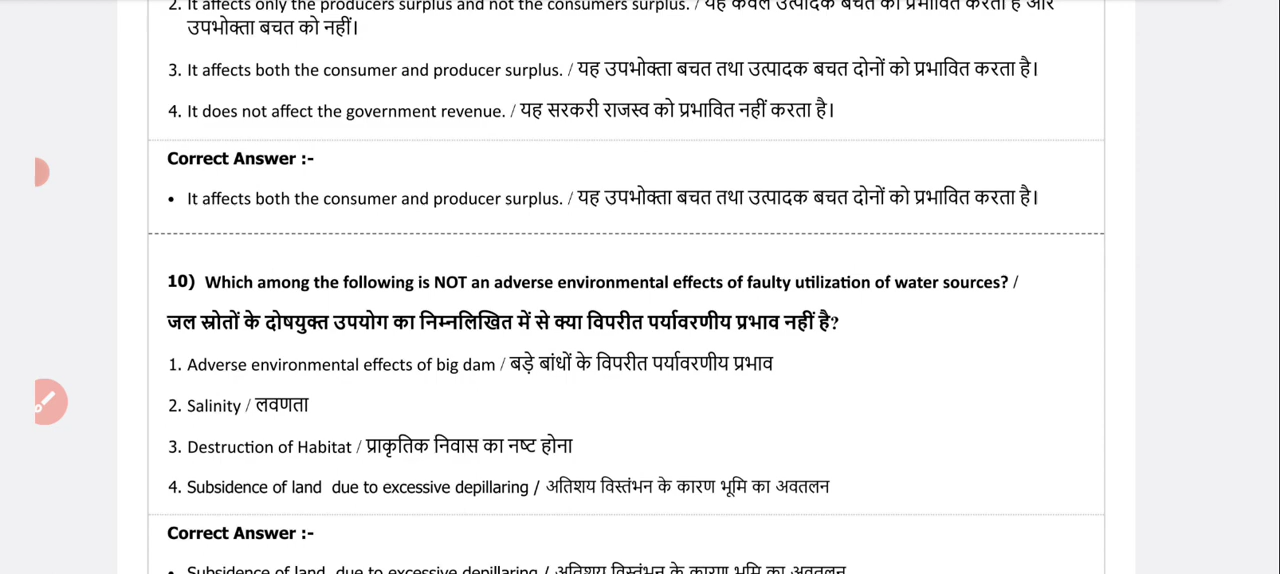 2. It affects only the producers surplus and not the consumers surplus. / यह केवल उत्पादक बचत को प्रभावित करता है और
उपभोक्ता बचत को नहीं।
3. It affects both the consumer and producer surplus. / यह उपभोक्ता बचत तथा उत्पादक बचत दोनों को प्रभावित करता है।
4. It does not affect the government revenue. / यह सरकरी राजस्व को प्रभावित नहीं करता है।
Correct Answer :-
• It affects both the consumer and producer surplus. / यह उपभोक्ता बचत तथा उत्पादक बचत दोनों को प्रभावित करता है।
10) Which among the following is NOT an adverse environmental effects of faulty utilization of water sources? /
जल स्रोतों के दोषयुक्त उपयोग का निम्नलिखित में से क्या विपरीत पर्यावरणीय प्रभाव नहीं है?
1. Adverse environmental effects of big dam / बड़े बांधों के विपरीत पर्यावरणीय प्रभाव
2. Salinity / लवणता
3. Destruction of Habitat / प्राकृतिक निवास का नष्ट होना
4. Subsidence of land due to excessive depillaring / अतिशय विस्तंभन के कारण भूमि का अवतलन
Correct Answer :-
• Subsidence of land due to excessive depillaring / अतिशय विस्तंभन के कारण भूमि का अवतलन